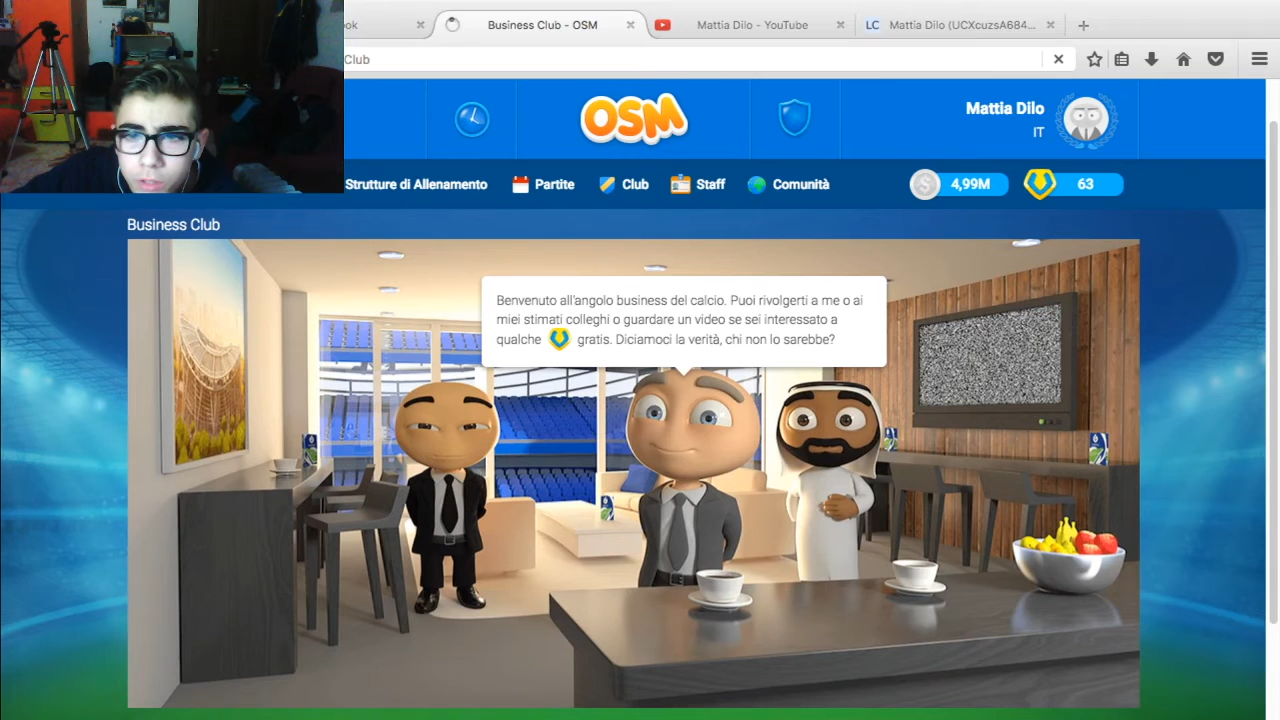 ok
Business Club - OSM
Mattia Dilo - YouTube
LC Mattia Dilo (UCXcuzsA684...
Club
OSM
Mattia Dilo
IT
Strutture di Allenamento
Partite
Club
Staff
Comunità
4,99M
63
Business Club
Benvenuto all'angolo business del calcio. Puoi rivolgerti a me o ai
miei stimati colleghi o guardare un video se sei interessato a
qualche gratis. Diciamoci la verità, chi non lo sarebbe?